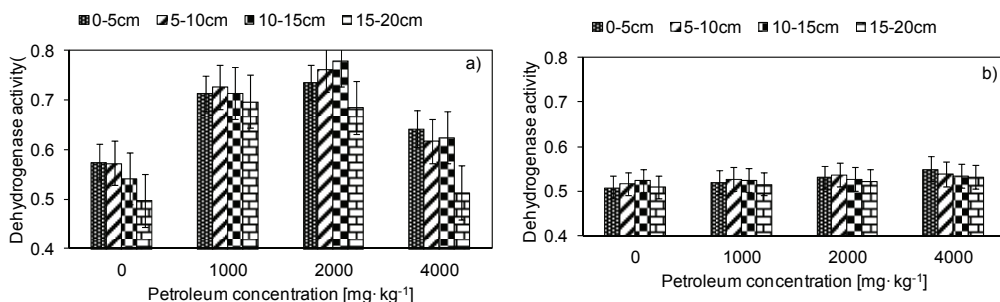 0-5cm 5-10cm 10-15cm 15-20cm
a)
Dehydrogenase activity(
0.8
0.7
0.6
0.5
0.4
0 1000 2000 4000
Petroleum concentration [mg· kg⁻¹]
0-5cm 5-10cm 10-15cm 15-20cm
b)
Dehydrogenase activity
0.8
0.7
0.6
0.5
0.4
0 1000 2000 4000
Petroleum concentration [mg· kg⁻¹]